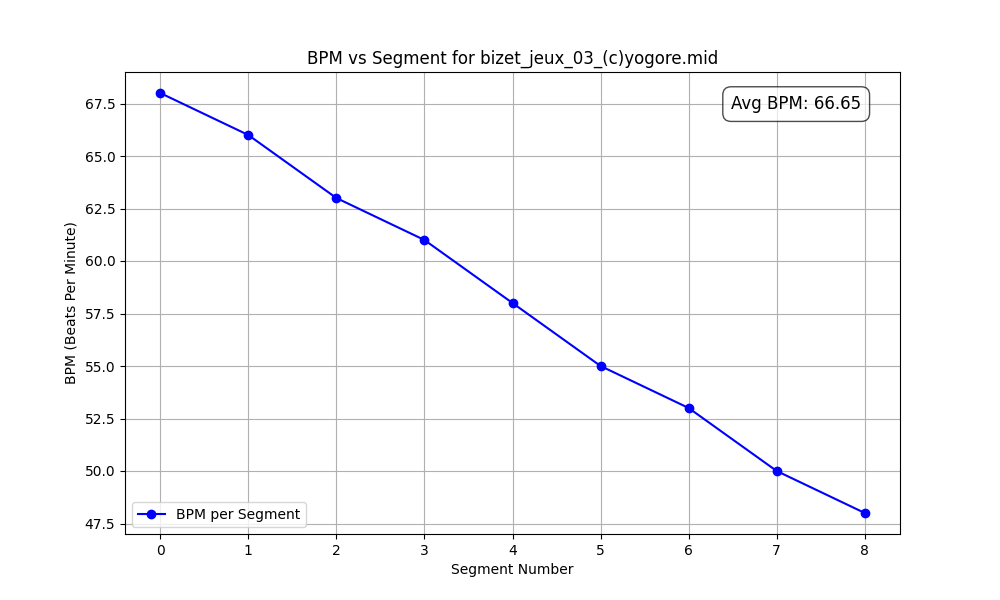 BPM vs Segment for bizet_jeux_03_(c)yogore.mid
Avg BPM: 66.65
BPM (Beats Per Minute)
67.5
65.0
62.5
60.0
57.5
55.0
52.5
50.0
47.5
BPM per Segment
0 1 2 3 4 5 6 7 8
Segment Number